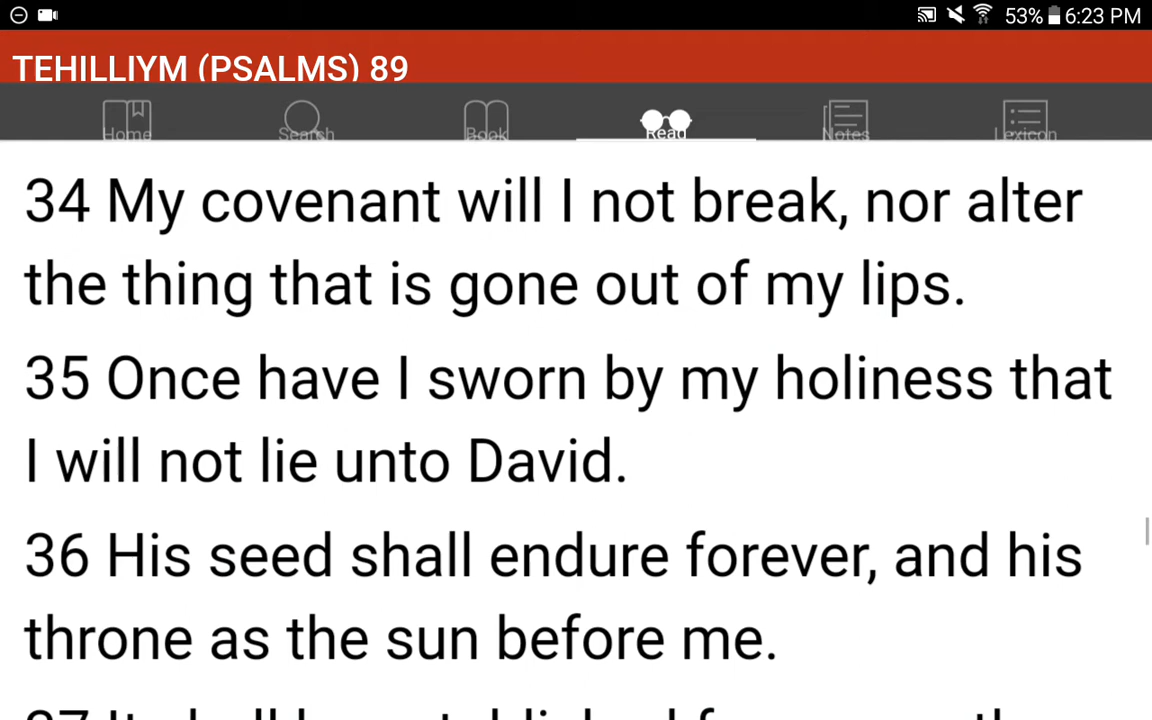 53% 6:23 PM
TEHILLIYM (PSALMS) 89
Home Search Book Read Notes Lexicon
34 My covenant will I not break, nor alter
the thing that is gone out of my lips.
35 Once have I sworn by my holiness that
I will not lie unto David.
36 His seed shall endure forever, and his
throne as the sun before me.